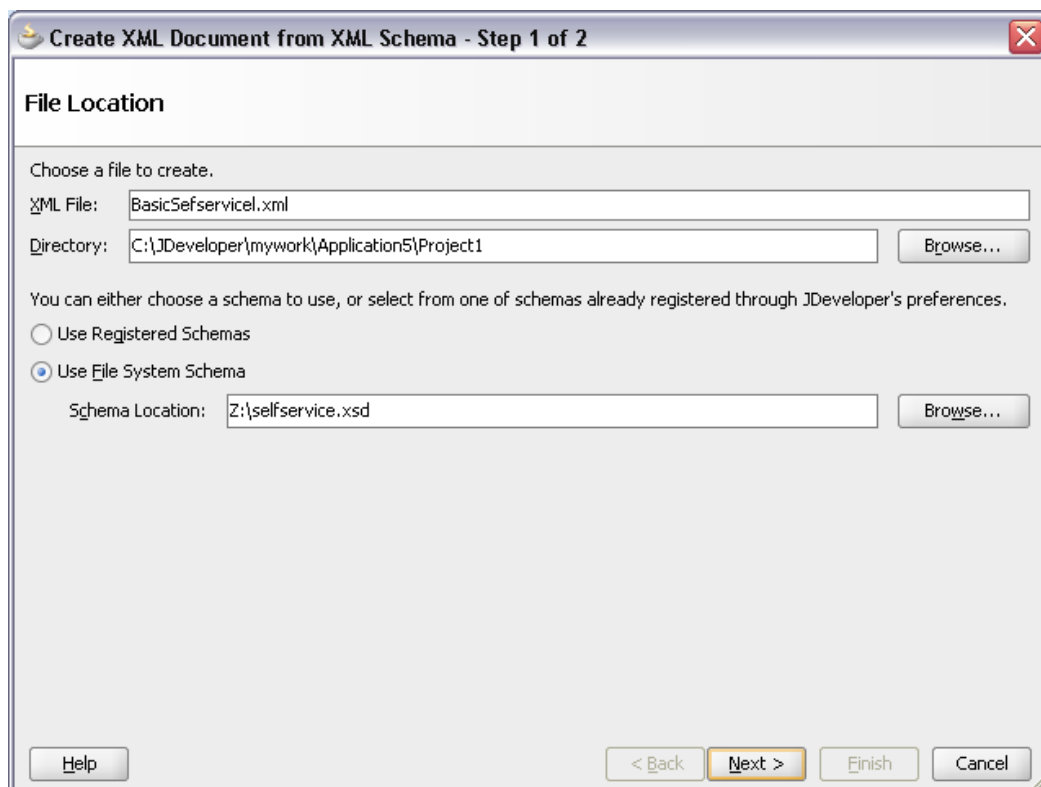 Create XML Document from XML Schema - Step 1 of 2
File Location
Choose a file to create.
XML File: BasicSefservicel.xml
Directory: C:\JDeveloper\mywork\Application5\Project1 Browse...
You can either choose a schema to use, or select from one of schemas already registered through JDeveloper's preferences.
Use Registered Schemas
Use File System Schema
Schema Location: Z:\selfservice.xsd Browse...
Help < Back Next > Finish Cancel